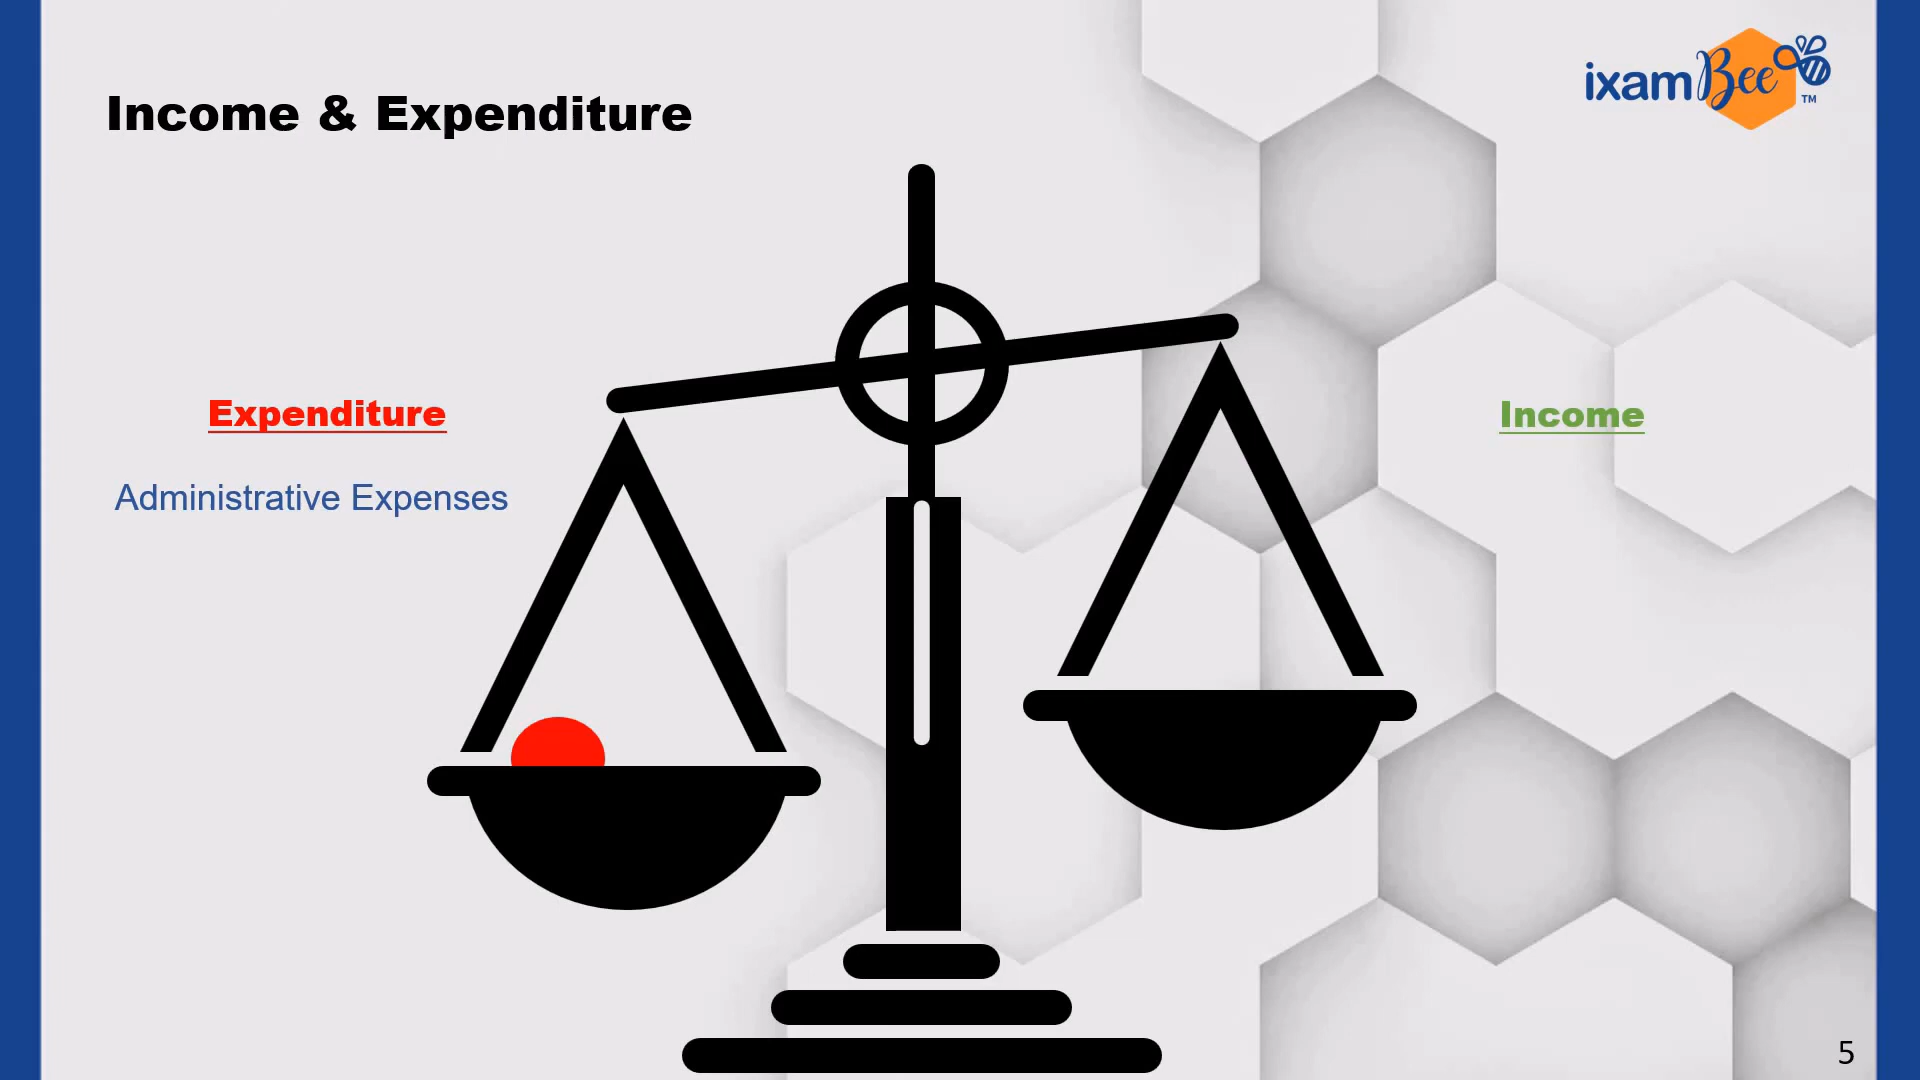 ixamBee TM
Income & Expenditure
Expenditure
Income
Administrative Expenses
5